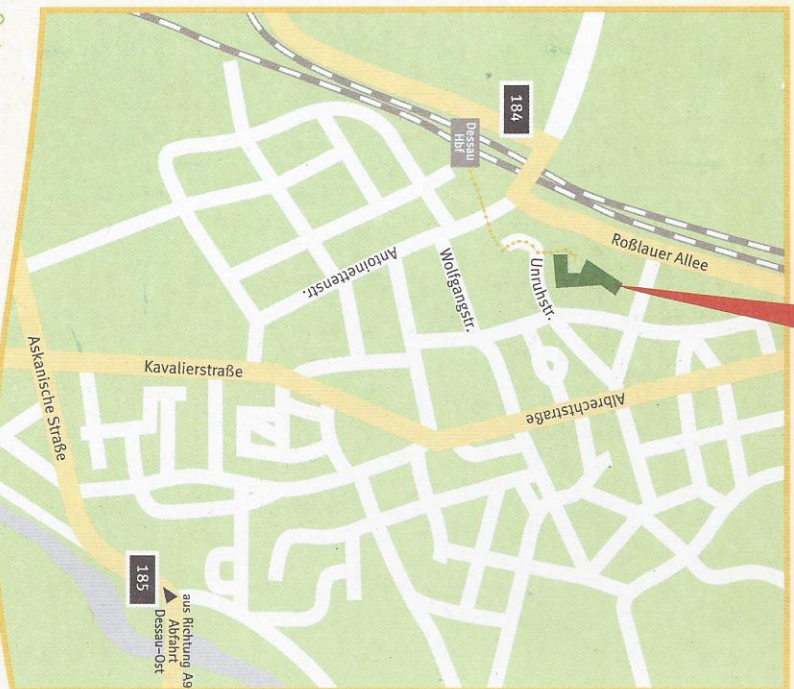 184
Dessau
Hbf
Roßlauer Allee
Antoinettenstr.
Wolfgangstr.
Unruhstr.
Kavalierstraße
Albrechtstraße
Askanische Straße
185
aus Richtung A9
Abfahrt
Dessau-Ost